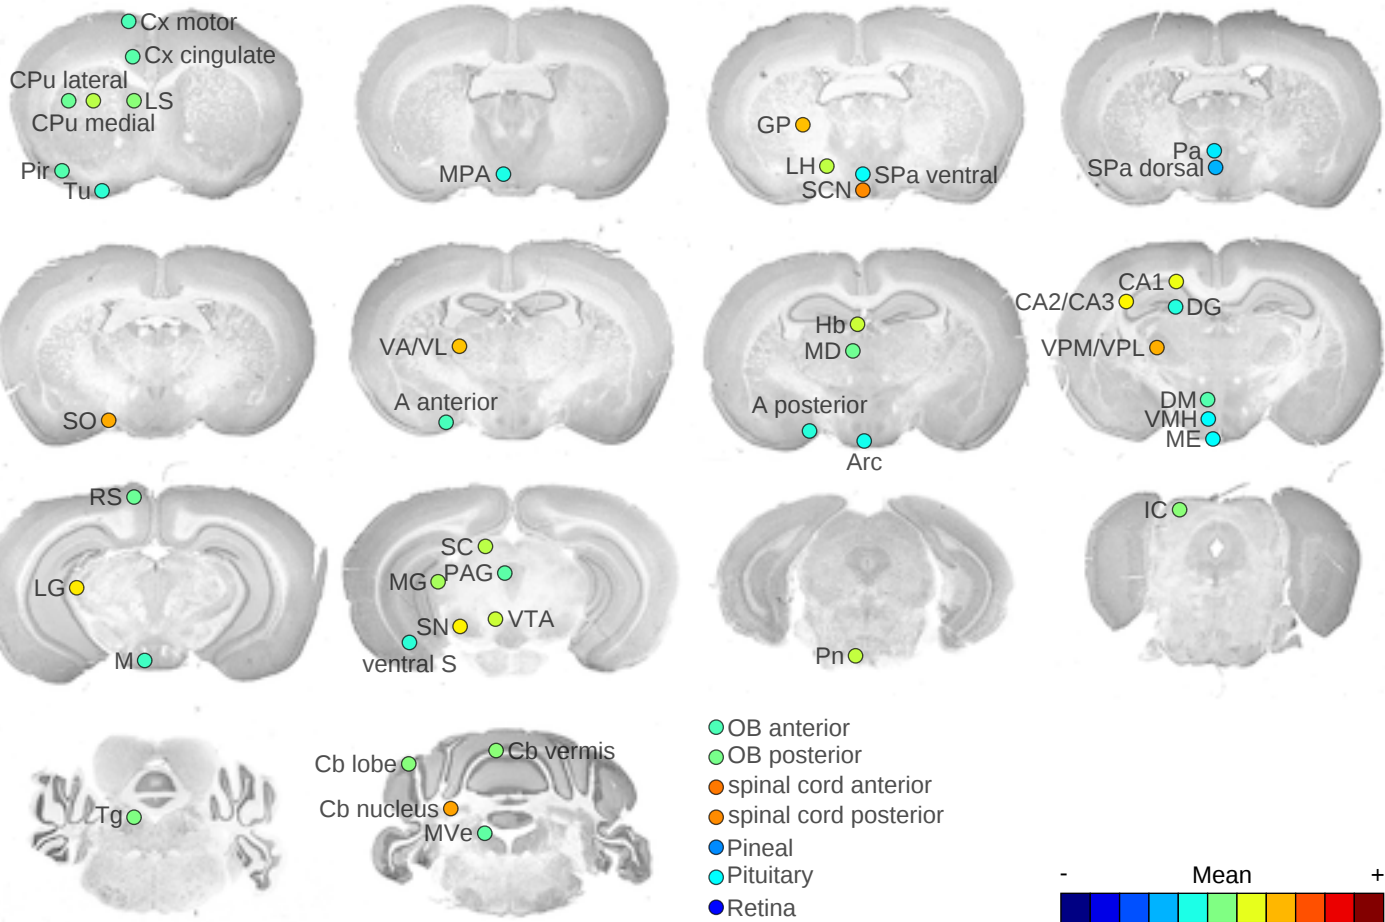 Cx motor
Cx cingulate
CPu lateral
LS
CPu medial
Pir
Tu
MPA
GP
LH
SPa ventral
SCN
Pa
SPa dorsal
SO
VA/VL
A anterior
Hb
MD
A posterior
Arc
CA1
CA2/CA3
DG
VPM/VPL
DM
VMH
ME
RS
LG
M
SC
PAG
MG
SN
VTA
ventral S
Pn
IC
Tg
Cb vermis
Cb lobe
Cb nucleus
MVe
OB anterior
OB posterior
spinal cord anterior
spinal cord posterior
Pineal
Pituitary
Retina
- Mean +